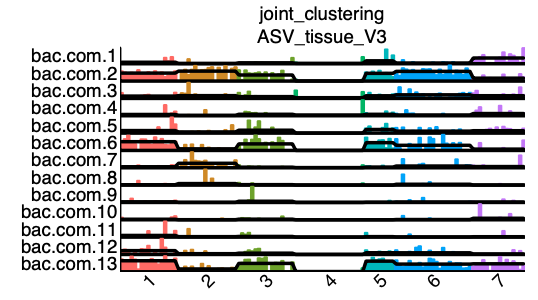 joint_clustering
ASV_tissue_V3
bac.com.1
bac.com.2
bac.com.3
bac.com.4
bac.com.5
bac.com.6
bac.com.7
bac.com.8
bac.com.9
bac.com.10
bac.com.11
bac.com.12
bac.com.13
1 2 3 4 5 6 7